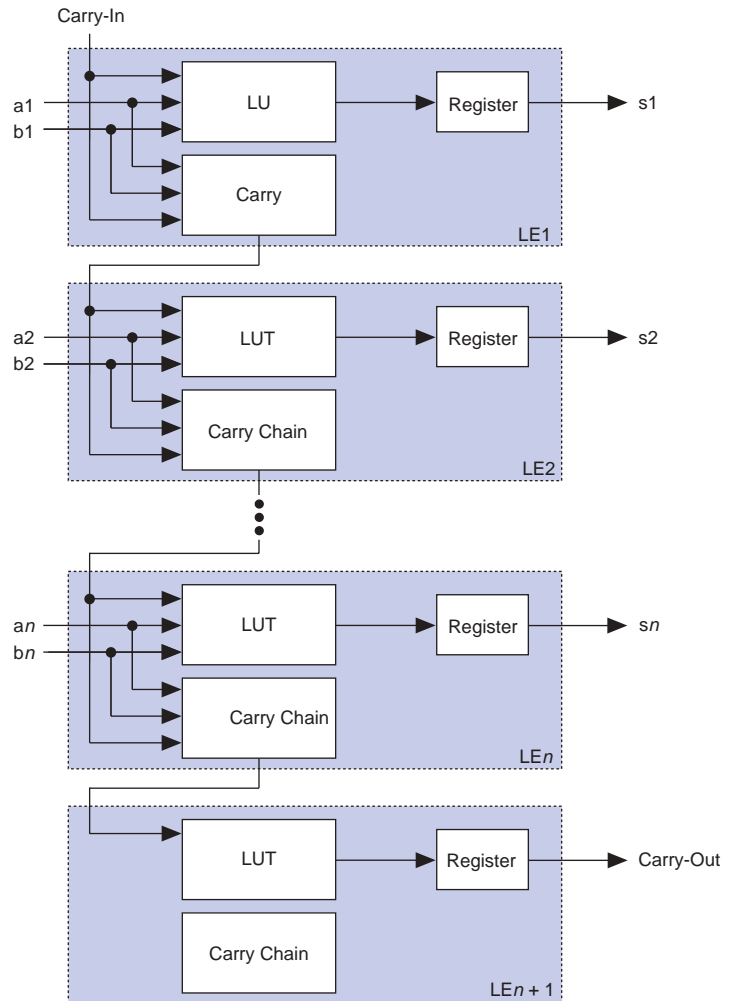 Carry-In
a1
b1
LU
Register
s1
Carry
LE1
a2
b2
LUT
Register
s2
Carry Chain
LE2
an
bn
LUT
Register
sn
Carry Chain
LEn
LUT
Register
Carry-Out
Carry Chain
LEn + 1